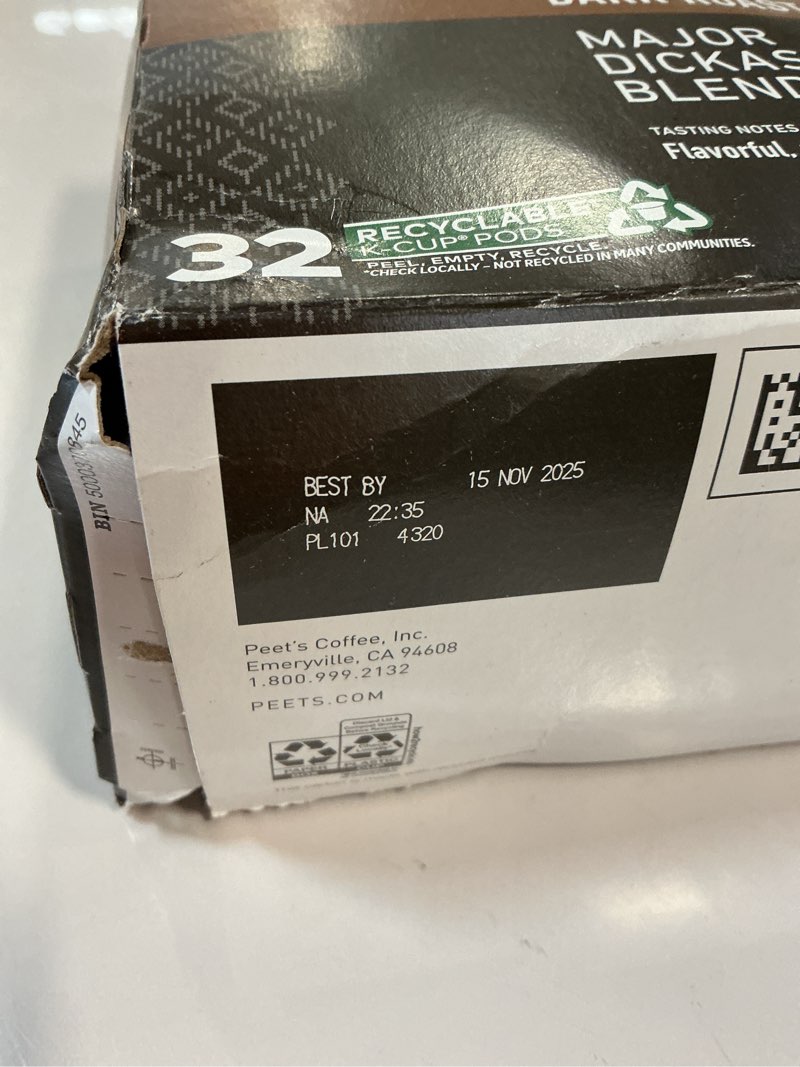 MAJOR
DICKAS
BLEND
TASTING NOTES
Flavorful,
32
RECYCLABLE*
K-CUP® PODS
PEEL, EMPTY, RECYCLE.
*CHECK LOCALLY – NOT RECYCLED IN MANY COMMUNITIES.
BEST BY 15 NOV 2025
NA 22:35
PL101 4320
BIN
Peet's Coffee, Inc.
Emeryville, CA 94608
1.800.999.2132
PEETS.COM